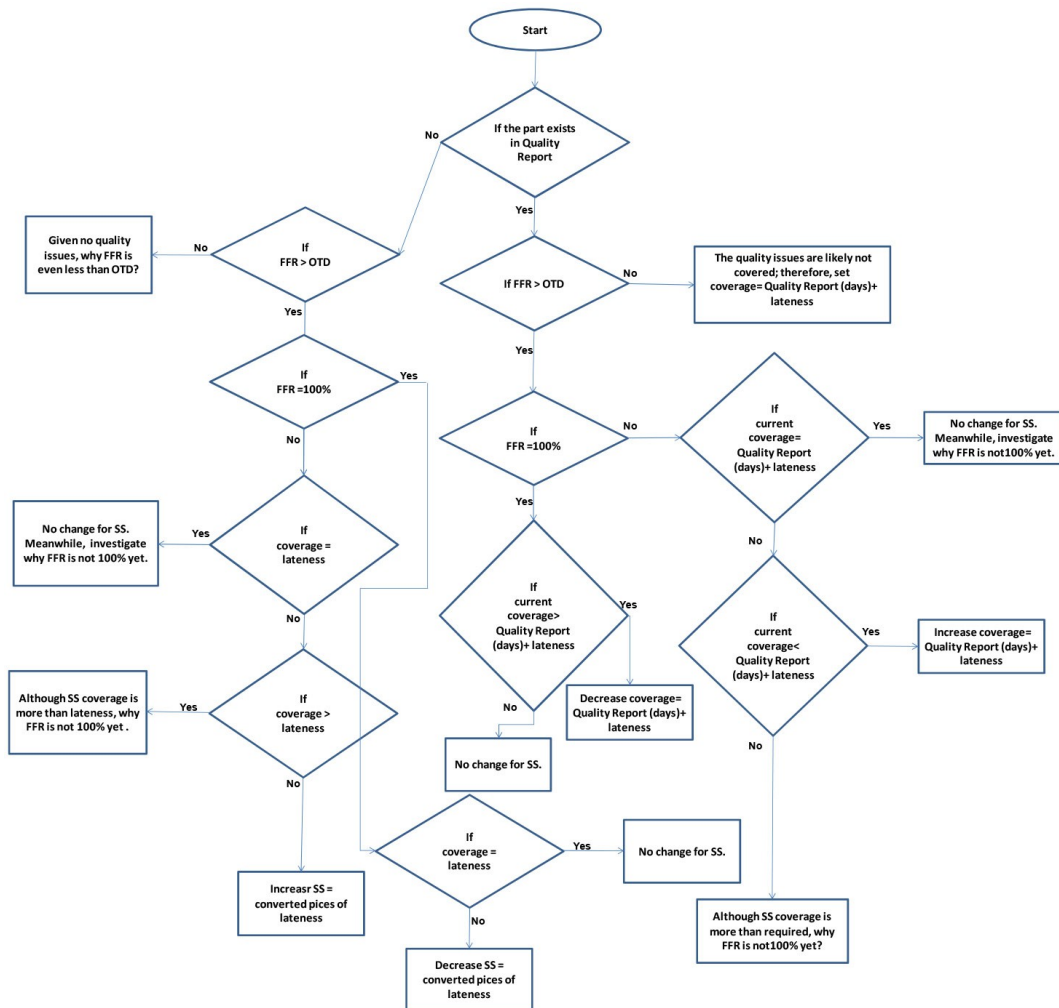 Start
If the part exists
in Quality
Report
No
Yes
Given no quality
issues, why FFR is
even less than OTD?
No
If
FFR > OTD
Yes
If FFR > OTD
No
The quality issues are likely not
covered; therefore, set
coverage= Quality Report (days)+
lateness
Yes
If
FFR =100%
Yes
No
If
FFR =100%
No
Yes
If
current
coverage=
Quality Report
(days)+ lateness
Yes
No change for SS.
Meanwhile, investigate
why FFR is not100% yet.
No
No change for SS.
Meanwhile, investigate
why FFR is not 100% yet.
Yes
If
coverage =
lateness
No
If
current
coverage>
Quality Report
(days)+ lateness
Yes
No
If
current
coverage<
Quality Report
(days)+ lateness
Yes
Increase coverage=
Quality Report (days)+
lateness
No
Although SS coverage is
more than lateness, why
FFR is not 100% yet .
Yes
If
coverage >
lateness
No
Decrease coverage=
Quality Report (days)+
lateness
No change for SS.
If
coverage =
lateness
Yes
No change for SS.
No
Increasr SS =
converted pices of
lateness
Although SS coverage is
more than required, why
FFR is not100% yet?
Decrease SS =
converted pices of
lateness